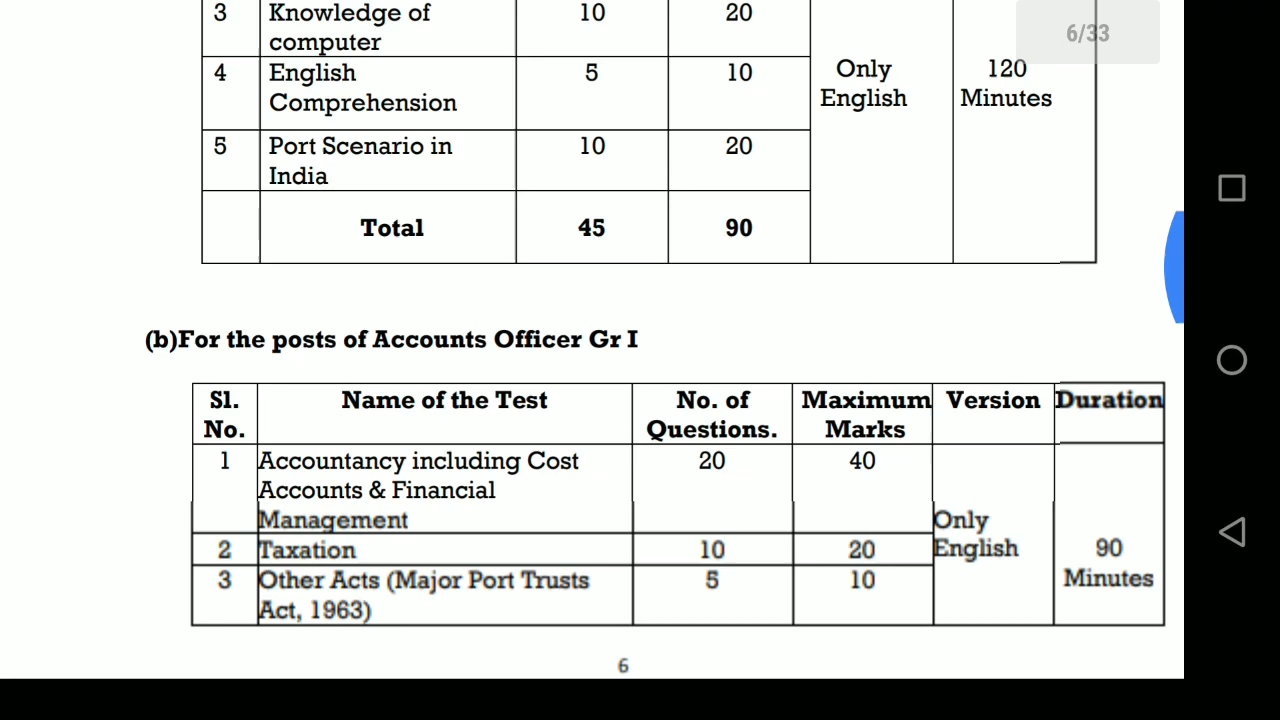 6/33
3 Knowledge of 10 20
computer
4 English 5 10 Only 120
Comprehension English Minutes
5 Port Scenario in 10 20
India
Total 45 90
(b)For the posts of Accounts Officer Gr I
Sl. Name of the Test No. of Maximum Version Duration
No. Questions. Marks
1 Accountancy including Cost 20 40
Accounts & Financial
Management Only
2 Taxation 10 20 English 90
3 Other Acts (Major Port Trusts 5 10 Minutes
Act, 1963)
6